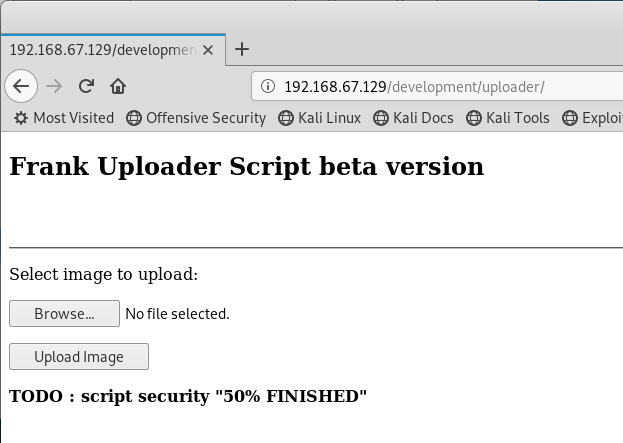 192.168.67.129/developmen
192.168.67.129/development/uploader/
Most Visited Offensive Security Kali Linux Kali Docs Kali Tools Exploi
Frank Uploader Script beta version
Select image to upload:
Browse... No file selected.
Upload Image
TODO : script security "50% FINISHED"